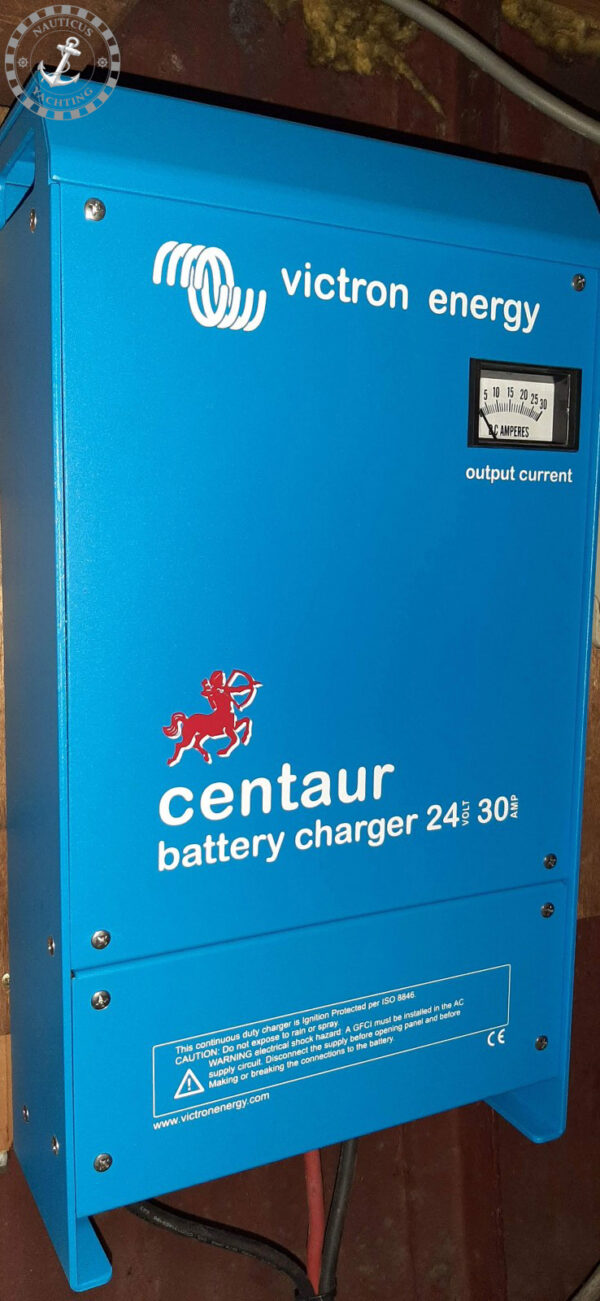 NAUTICUS
YACHTING
victron energy
5 10 15 20 25 30
DC AMPERES
output current
centaur
battery charger 24 VOLT 30 AMP
This continuous duty charger is Ignition Protected per ISO 8846.
CAUTION: Do not expose to rain or spray.
WARNING electrical shock hazard. A GFCI must be installed in the AC
supply circuit. Disconnect the supply before opening panel and before
Making or breaking the connections to the battery.
CE
www.victronenergy.com